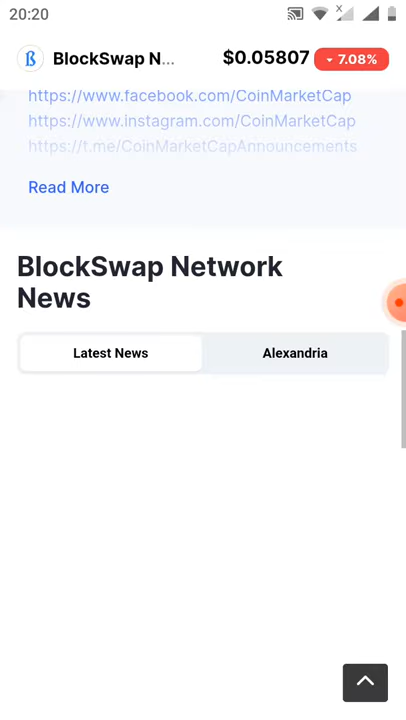 20:20
x
ß BlockSwap N... $0.05807 7.08%
https://www.facebook.com/CoinMarketCap
https://www.instagram.com/CoinMarketCap
https://t.me/CoinMarketCapAnnouncements
Read More
BlockSwap Network
News
Latest News Alexandria